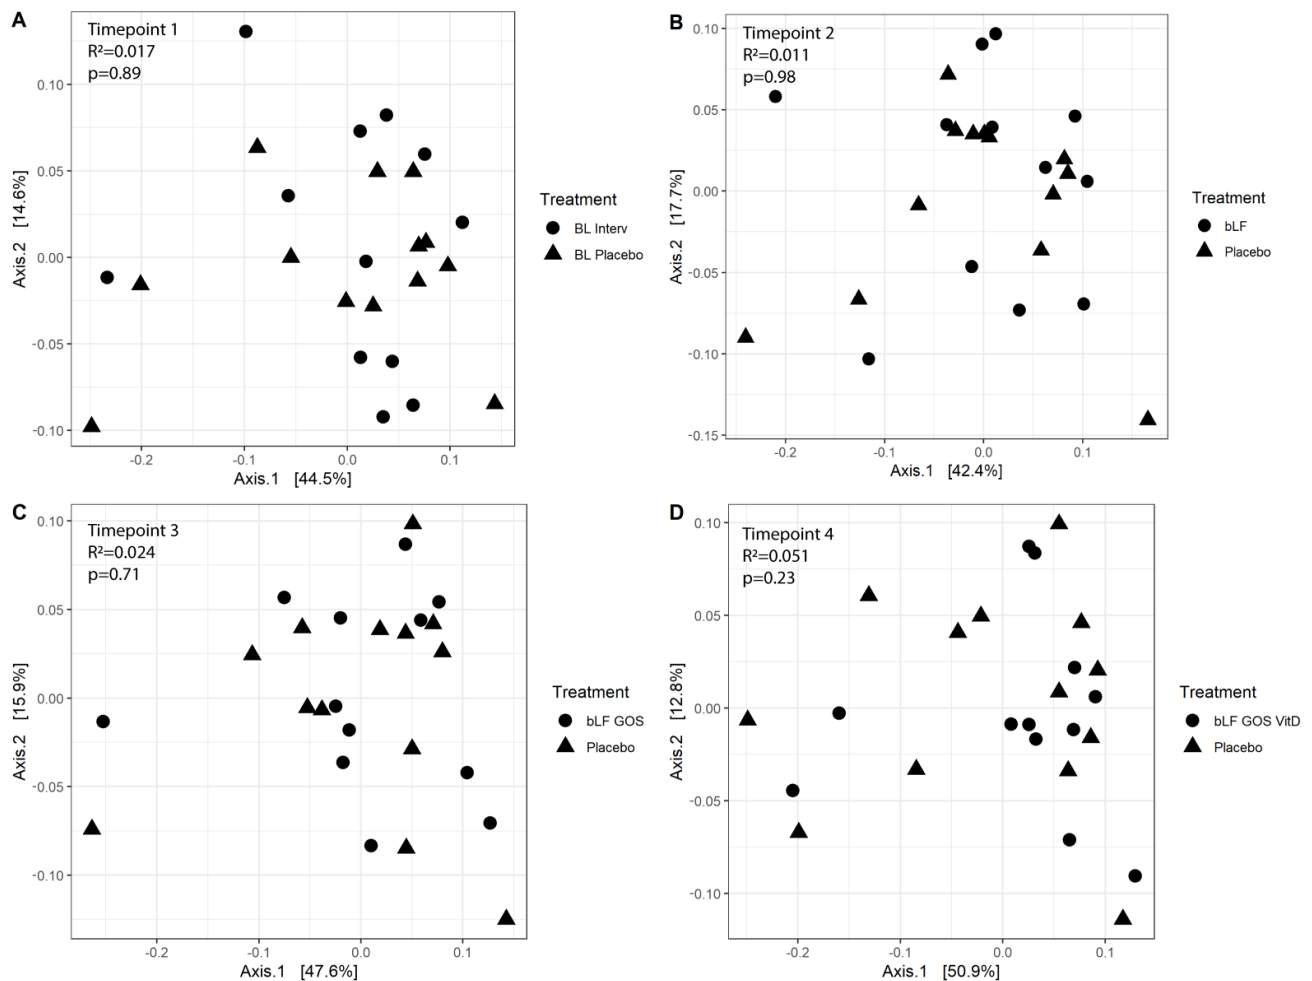 A
Timepoint 1
R²=0.017
p=0.89
0.10
0.05
0.00
-0.05
-0.10
Axis.2 [14.6%]
-0.2
-0.1
0.0
0.1
Axis.1 [44.5%]
Treatment
BL Interv
BL Placebo
B
Timepoint 2
R²=0.011
p=0.98
0.10
0.05
0.00
-0.05
-0.10
-0.15
Axis.2 [17.7%]
-0.2
-0.1
0.0
0.1
Axis.1 [42.4%]
Treatment
bLF
Placebo
C
Timepoint 3
R²=0.024
p=0.71
0.10
0.05
0.00
-0.05
-0.10
Axis.2 [15.9%]
-0.2
-0.1
0.0
0.1
Axis.1 [47.6%]
Treatment
bLF GOS
Placebo
D
Timepoint 4
R²=0.051
p=0.23
0.10
0.05
0.00
-0.05
-0.10
Axis.2 [12.8%]
-0.2
-0.1
0.0
0.1
Axis.1 [50.9%]
Treatment
bLF GOS VitD
Placebo